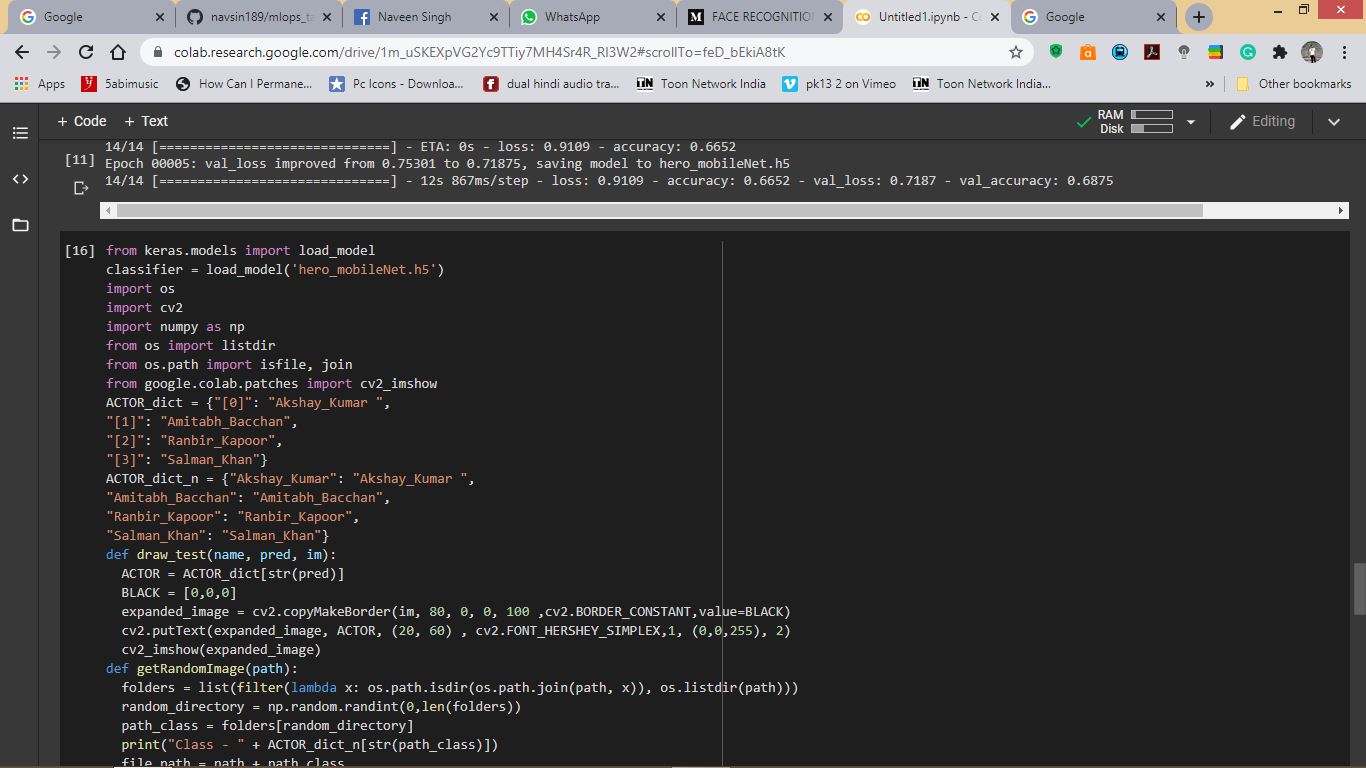 Google
navsin189/mlops_ta
Naveen Singh
WhatsApp
FACE RECOGNITION
Untitled1.ipynb - Co
Google
colab.research.google.com/drive/1m_uSKEXpVG2Yc9TTiy7MH4Sr4R_RI3W2#scrollTo=feD_bEkiA8tK
Apps
5abimusic
How Can I Permane...
Pc Icons - Downloa...
dual hindi audio tra...
Toon Network India
pk13 2 on Vimeo
Toon Network India...
»
Other bookmarks
+ Code + Text
RAM
Disk
Editing
14/14 [==============================] - ETA: 0s - loss: 0.9109 - accuracy: 0.6652
[11] Epoch 00005: val_loss improved from 0.75301 to 0.71875, saving model to hero_mobileNet.h5
14/14 [==============================] - 12s 867ms/step - loss: 0.9109 - accuracy: 0.6652 - val_loss: 0.7187 - val_accuracy: 0.6875
[16] from keras.models import load_model
classifier = load_model('hero_mobileNet.h5')
import os
import cv2
import numpy as np
from os import listdir
from os.path import isfile, join
from google.colab.patches import cv2_imshow
ACTOR_dict = {"[0]": "Akshay_Kumar ",
"[1]": "Amitabh_Bacchan",
"[2]": "Ranbir_Kapoor",
"[3]": "Salman_Khan"}
ACTOR_dict_n = {"Akshay_Kumar": "Akshay_Kumar ",
"Amitabh_Bacchan": "Amitabh_Bacchan",
"Ranbir_Kapoor": "Ranbir_Kapoor",
"Salman_Khan": "Salman_Khan"}
def draw_test(name, pred, im):
ACTOR = ACTOR_dict[str(pred)]
BLACK = [0,0,0]
expanded_image = cv2.copyMakeBorder(im, 80, 0, 0, 100 ,cv2.BORDER_CONSTANT,value=BLACK)
cv2.putText(expanded_image, ACTOR, (20, 60) , cv2.FONT_HERSHEY_SIMPLEX,1, (0,0,255), 2)
cv2_imshow(expanded_image)
def getRandomImage(path):
folders = list(filter(lambda x: os.path.isdir(os.path.join(path, x)), os.listdir(path)))
random_directory = np.random.randint(0,len(folders))
path_class = folders[random_directory]
print("Class - " + ACTOR_dict_n[str(path_class)])
file_path = path + path_class